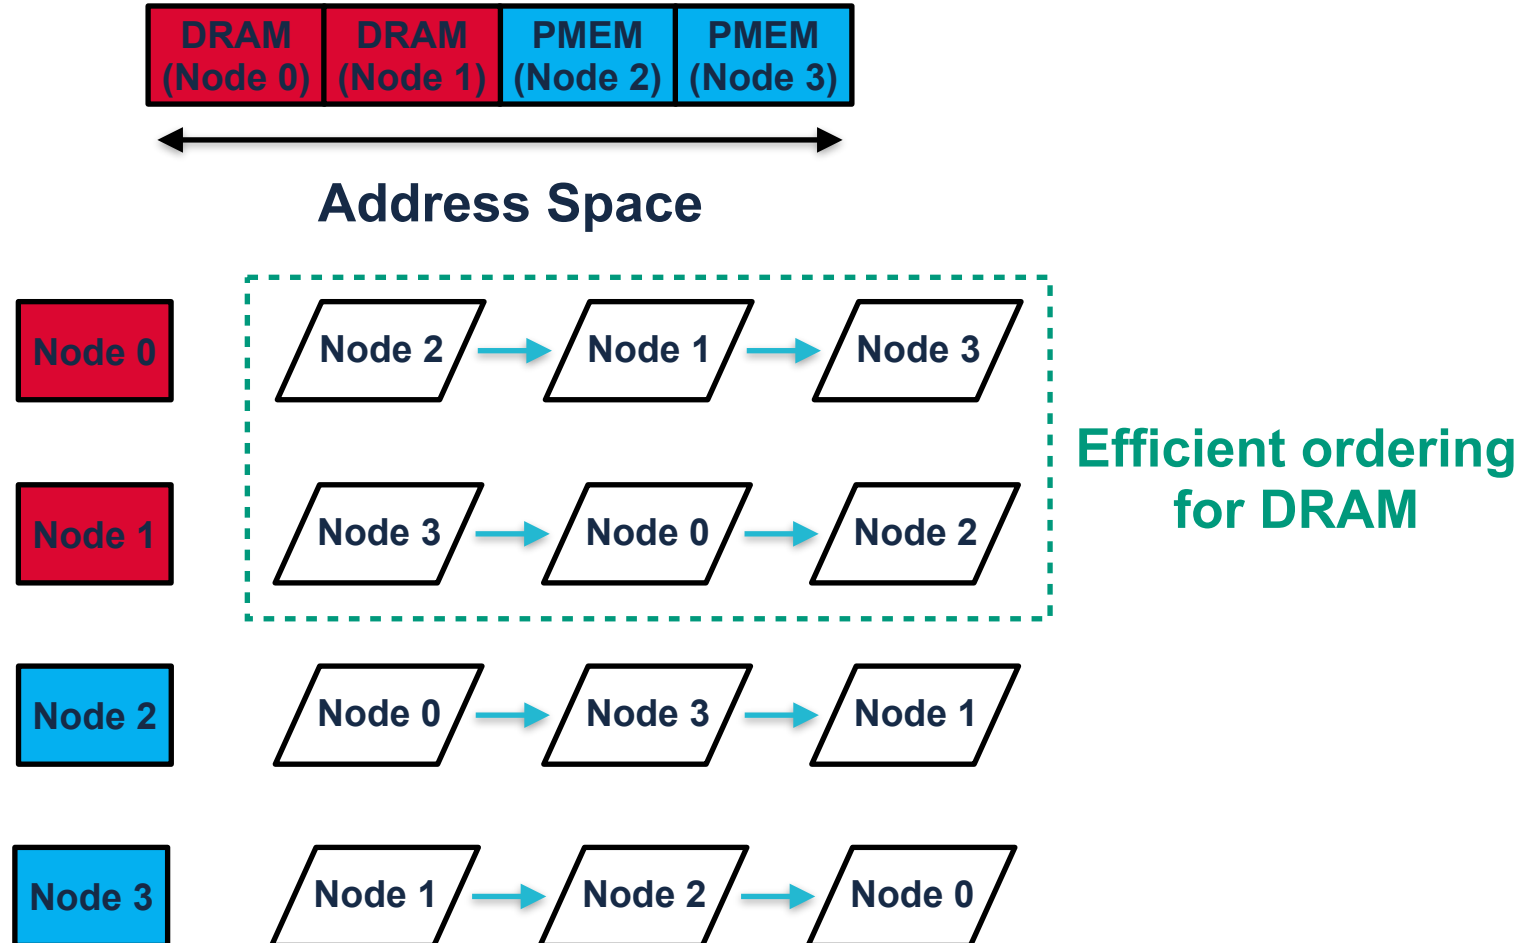 DRAM
(Node 0)
DRAM
(Node 1)
PMEM
(Node 2)
PMEM
(Node 3)
Address Space
Node 0
Node 2
Node 1
Node 3
Node 1
Node 3
Node 0
Node 2
Efficient ordering
for DRAM
Node 2
Node 0
Node 3
Node 1
Node 3
Node 1
Node 2
Node 0